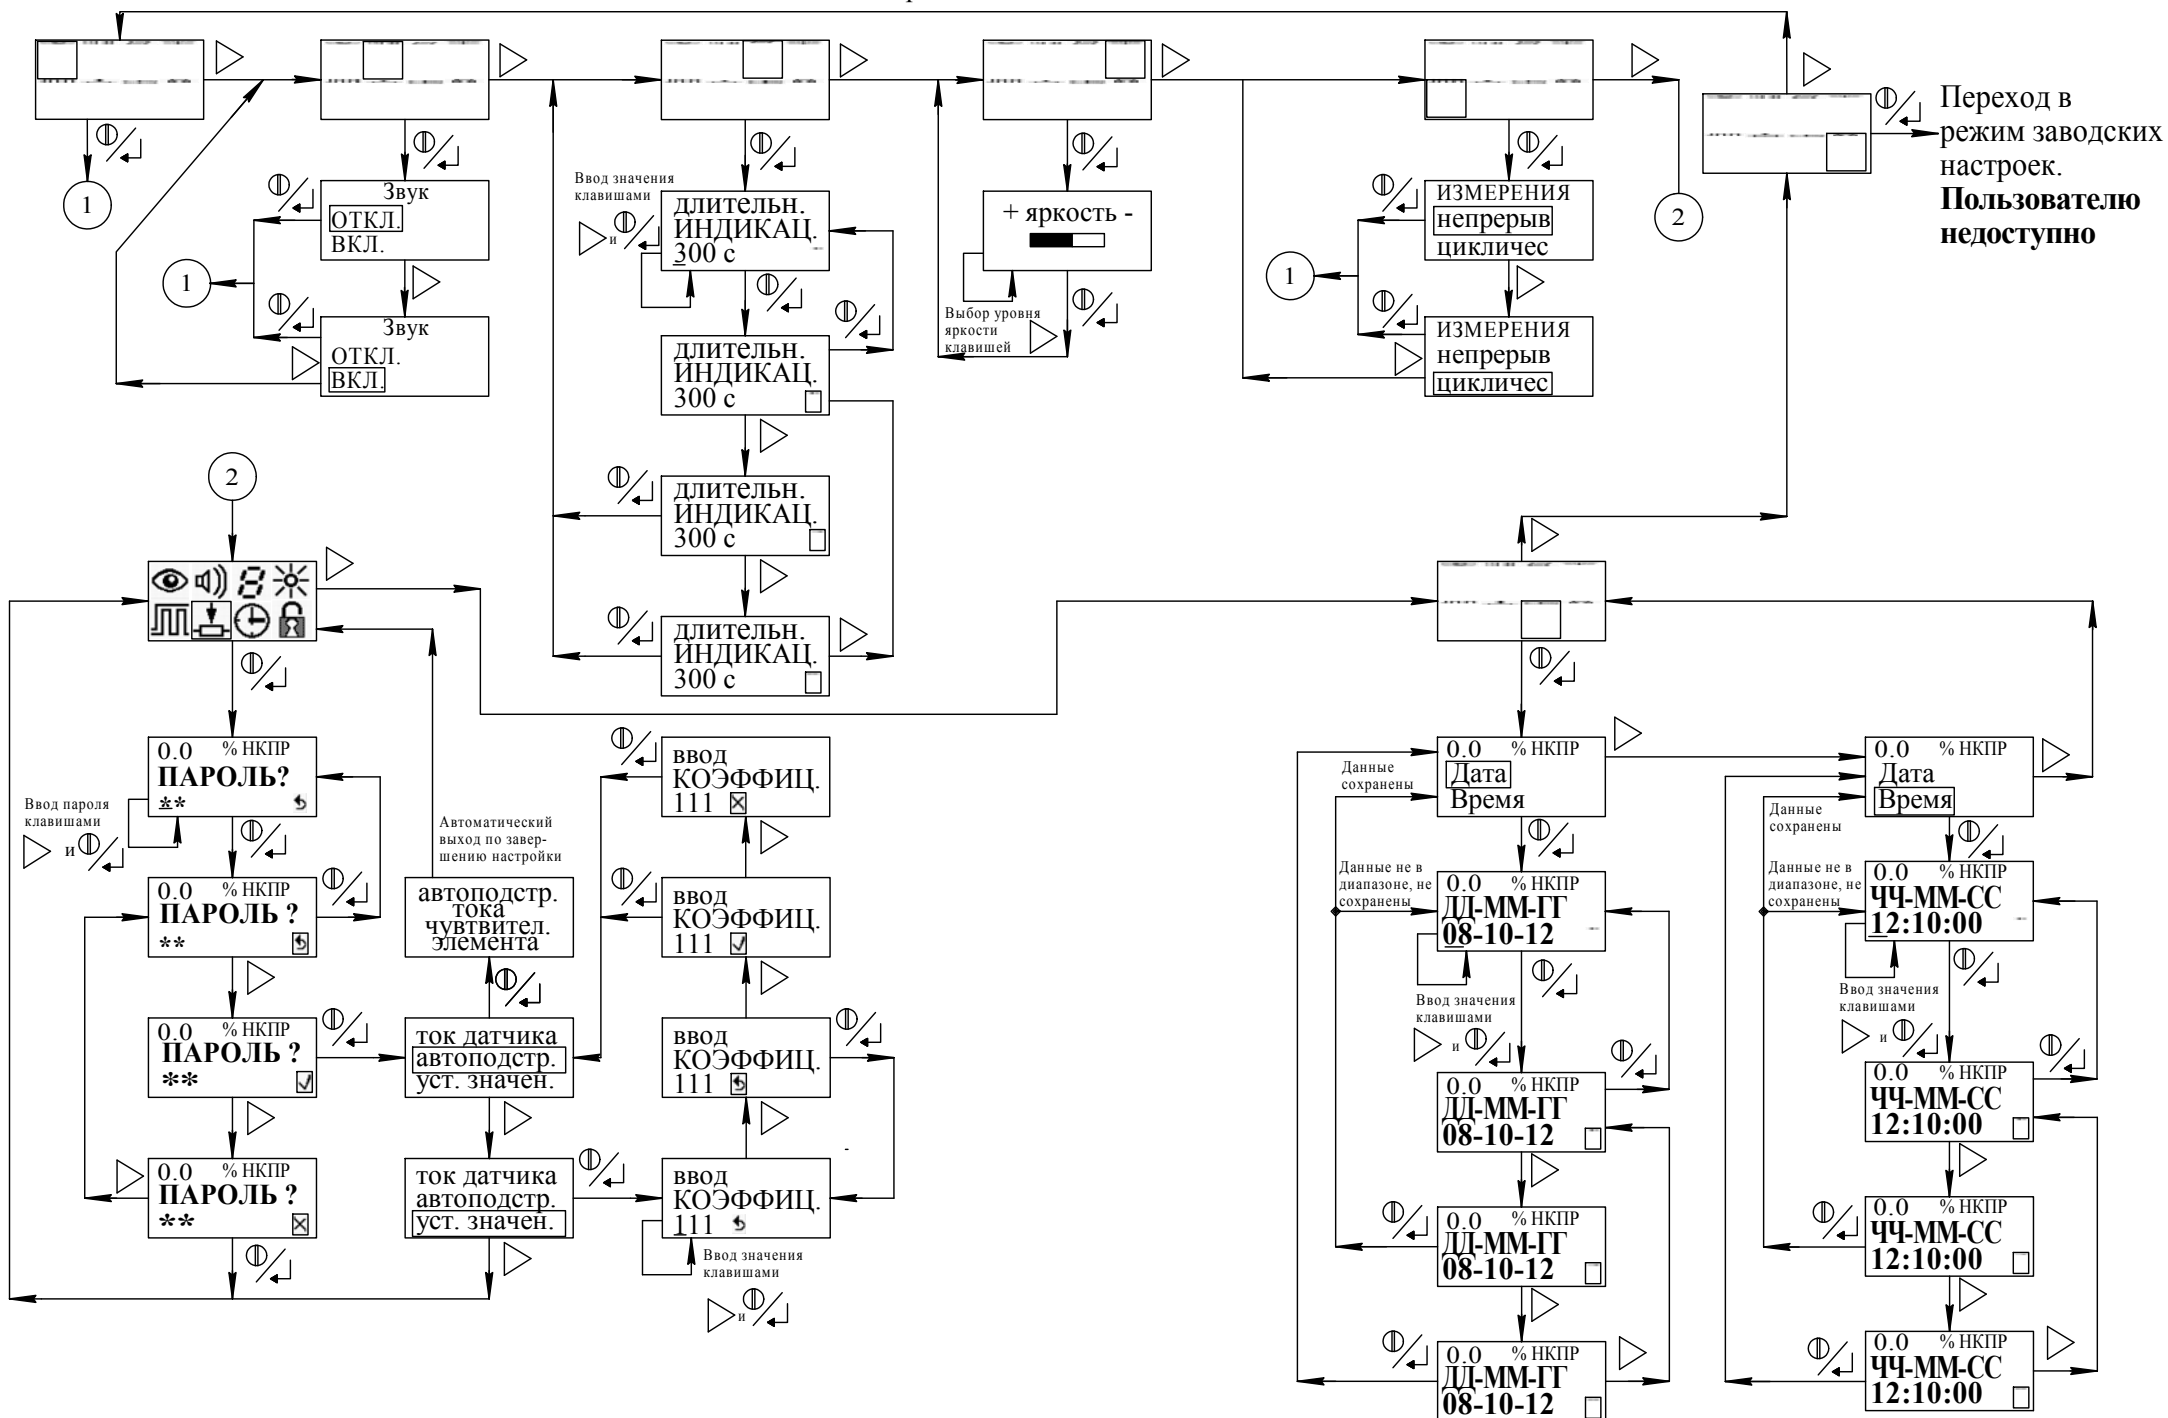 Переход в
режим заводских
настроек.
Пользователю
недоступно
1
Звук
ОТКЛ.
ВКЛ.
1
Звук
ОТКЛ.
ВКЛ.
Ввод значения
клавишами
и
длительн.
ИНДИКАЦ.
300 с
длительн.
ИНДИКАЦ.
300 с
длительн.
ИНДИКАЦ.
300 с
длительн.
ИНДИКАЦ.
300 с
+ яркость -
Выбор уровня
яркости
клавишей
ИЗМЕРЕНИЯ
непрерыв
цикличес
1
ИЗМЕРЕНИЯ
непрерыв
цикличес
2
2
0.0 % НКПР
ПАРОЛЬ?
**
Ввод пароля
клавишами
и
0.0 % НКПР
ПАРОЛЬ ?
**
0.0 % НКПР
ПАРОЛЬ ?
**
0.0 % НКПР
ПАРОЛЬ ?
**
Автоматический
выход по завер-
шению настройки
автоподстр.
тока
чувтвител.
элемента
ток датчика
автоподстр.
уст. значен.
ток датчика
автоподстр.
уст. значен.
ввод
КОЭФФИЦ.
111
ввод
КОЭФФИЦ.
111
ввод
КОЭФФИЦ.
111
ввод
КОЭФФИЦ.
111
Ввод значения
клавишами
и
0.0 % НКПР
Дата
Время
Данные
сохранены
Данные не в
диапазоне, не
сохранены
0.0 % НКПР
ДД-ММ-ГГ
08-10-12
Ввод значения
клавишами
и
0.0 % НКПР
ДД-ММ-ГГ
08-10-12
0.0 % НКПР
ДД-ММ-ГГ
08-10-12
0.0 % НКПР
ДД-ММ-ГГ
08-10-12
0.0 % НКПР
Дата
Время
Данные
сохранены
Данные не в
диапазоне, не
сохранены
0.0 % НКПР
ЧЧ-ММ-СС
12:10:00
Ввод значения
клавишами
и
0.0 % НКПР
ЧЧ-ММ-СС
12:10:00
0.0 % НКПР
ЧЧ-ММ-СС
12:10:00
0.0 % НКПР
ЧЧ-ММ-СС
12:10:00